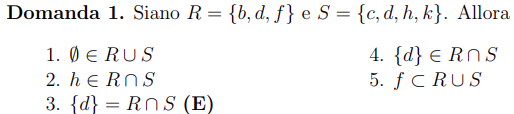 Domanda 1. Siano R = {b, d, f} e S = {c, d, h, k}. Allora
1. ∅ ∈ R ∪ S
2. h ∈ R ∩ S
3. {d} = R ∩ S (E)
4. {d} ∈ R ∩ S
5. f ⊂ R ∪ S